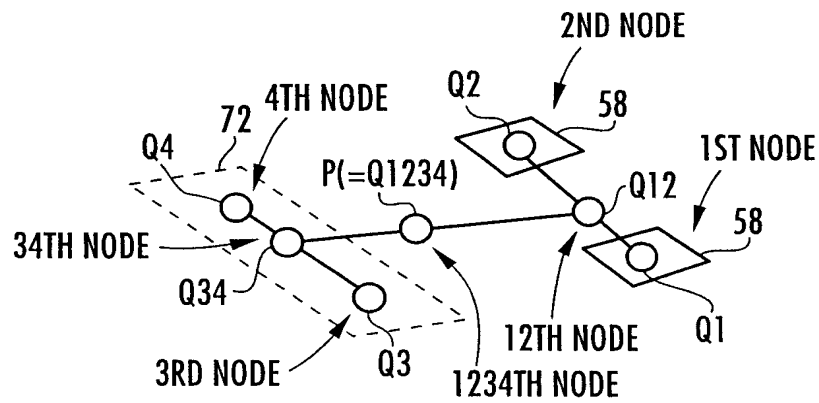 2ND NODE
4TH NODE
Q2
58
72
1ST NODE
Q4
P(=Q1234)
Q12
58
34TH NODE
Q34
Q1
12TH NODE
Q3
3RD NODE
1234TH NODE